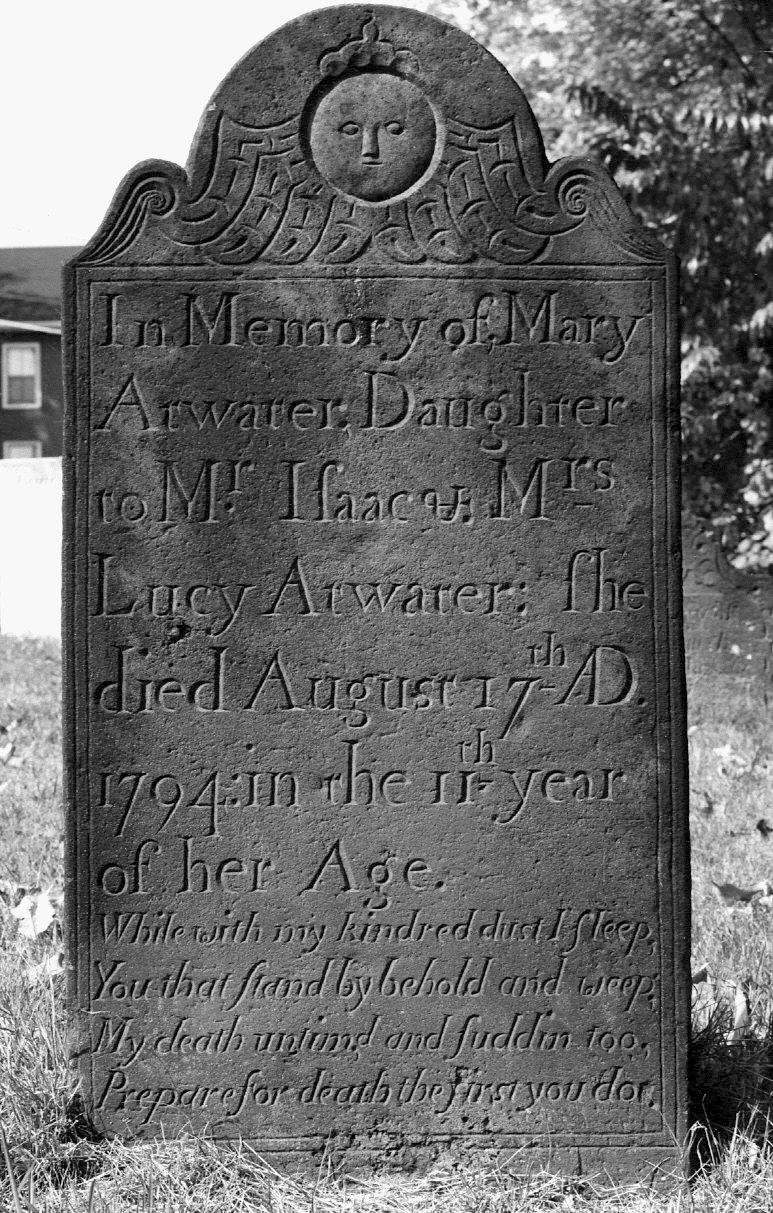 In Memory of Mary
Atwater; Daughter
to Mr. Iſaac &. Mrs
Lucy Atwater; ſhe
died August 17th AD.
1794: in the 11th year
of her Age.
While with my kindred dust I ſleep,
You that ſtand by behold and weep;
My death untimd and ſuddin too,
Prepare for death the first you do.